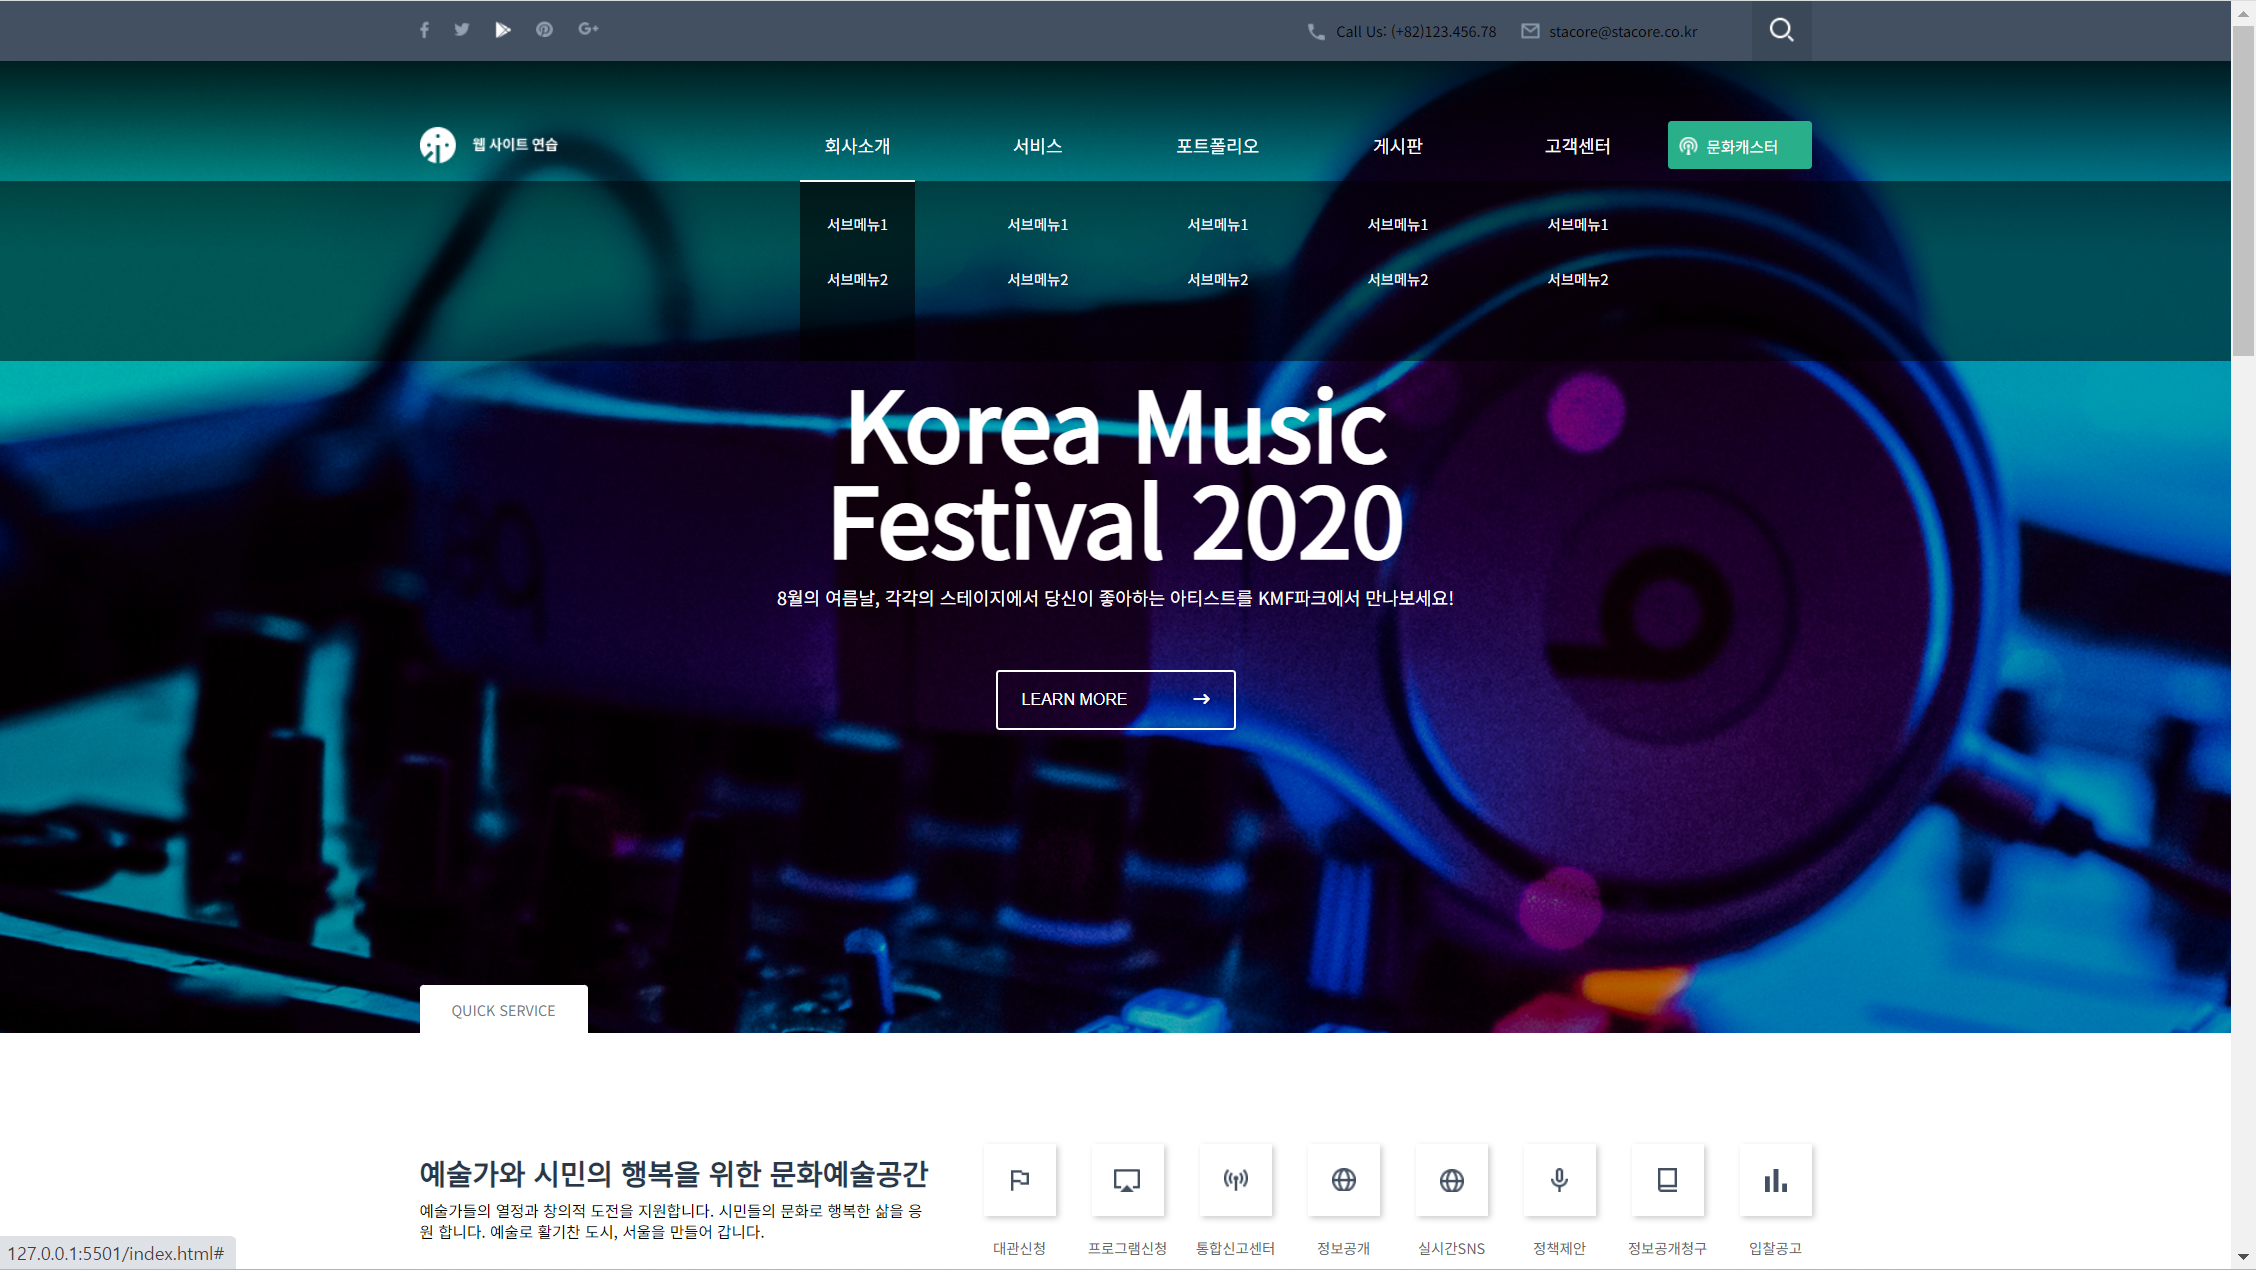 Call Us: (+82)123.456.78 stacore@stacore.co.kr
웹 사이트 연습 회사소개 서비스 포트폴리오 게시판 고객센터 문화캐스터
서브메뉴1 서브메뉴1 서브메뉴1 서브메뉴1 서브메뉴1
서브메뉴2 서브메뉴2 서브메뉴2 서브메뉴2 서브메뉴2
Korea Music
Festival 2020
8월의 여름날, 각각의 스테이지에서 당신이 좋아하는 아티스트를 KMF파크에서 만나보세요!
LEARN MORE
QUICK SERVICE
예술가와 시민의 행복을 위한 문화예술공간
예술가들의 열정과 창의적 도전을 지원합니다. 시민들의 문화로 행복한 삶을 응
원 합니다. 예술로 활기찬 도시, 서울을 만들어 갑니다.
대관신청 프로그램신청 통합신고센터 정보공개 실시간SNS 정책제안 정보공개청구 입찰공고
127.0.0.1:5501/index.html#